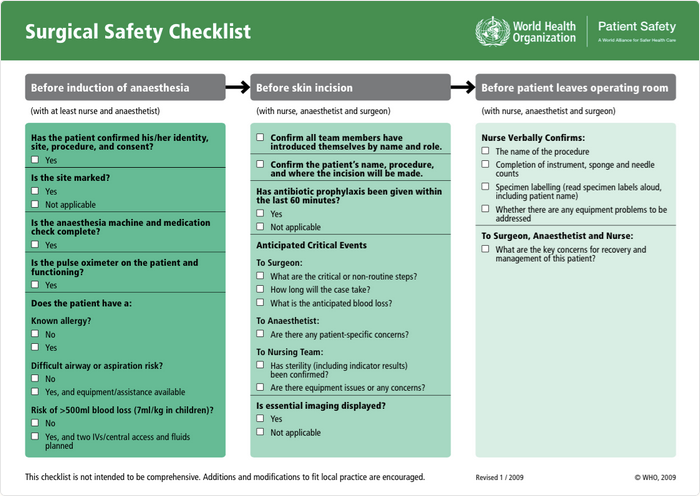 Surgical Safety Checklist
World Health
Organization
Patient Safety
A World Alliance for Safer Health Care
Before induction of anaesthesia
(with at least nurse and anaesthetist)
Has the patient confirmed his/her identity,
site, procedure, and consent?
Yes
Is the site marked?
Yes
Not applicable
Is the anaesthesia machine and medication
check complete?
Yes
Is the pulse oximeter on the patient and
functioning?
Yes
Does the patient have a:
Known allergy?
No
Yes
Difficult airway or aspiration risk?
No
Yes, and equipment/assistance available
Risk of >500ml blood loss (7ml/kg in children)?
No
Yes, and two IVs/central access and fluids
planned
Before skin incision
(with nurse, anaesthetist and surgeon)
Confirm all team members have
introduced themselves by name and role.
Confirm the patient's name, procedure,
and where the incision will be made.
Has antibiotic prophylaxis been given within
the last 60 minutes?
Yes
Not applicable
Anticipated Critical Events
To Surgeon:
What are the critical or non-routine steps?
How long will the case take?
What is the anticipated blood loss?
To Anaesthetist:
Are there any patient-specific concerns?
To Nursing Team:
Has sterility (including indicator results)
been confirmed?
Are there equipment issues or any concerns?
Is essential imaging displayed?
Yes
Not applicable
Before patient leaves operating room
(with nurse, anaesthetist and surgeon)
Nurse Verbally Confirms:
The name of the procedure
Completion of instrument, sponge and needle
counts
Specimen labelling (read specimen labels aloud,
including patient name)
Whether there are any equipment problems to be
addressed
To Surgeon, Anaesthetist and Nurse:
What are the key concerns for recovery and
management of this patient?
This checklist is not intended to be comprehensive. Additions and modifications to fit local practice are encouraged.
Revised 1 / 2009
© WHO, 2009